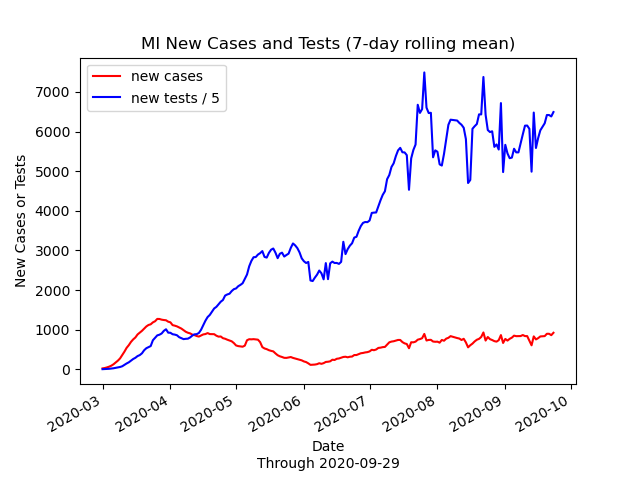 MI New Cases and Tests (7-day rolling mean)
new cases
new tests / 5
New Cases or Tests
7000
6000
5000
4000
3000
2000
1000
0
2020-03
2020-04
2020-05
2020-06
2020-07
2020-08
2020-09
2020-10
Date
Through 2020-09-29